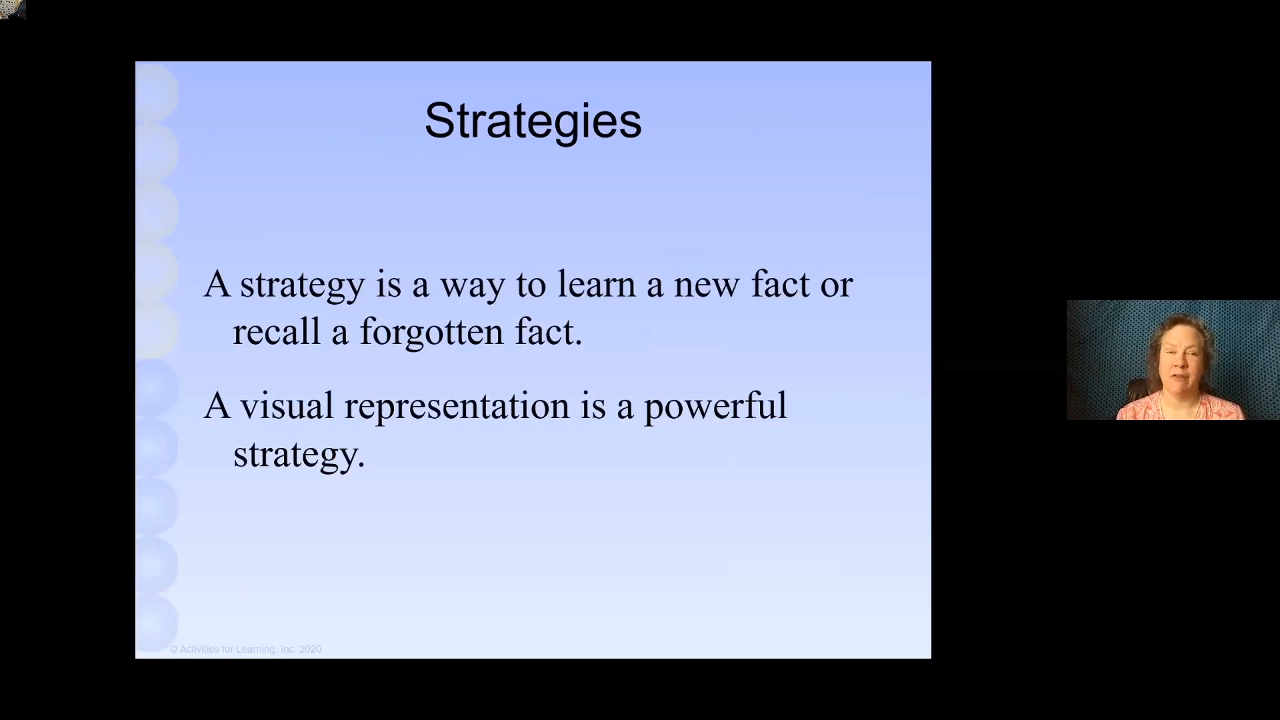 Strategies
A strategy is a way to learn a new fact or
recall a forgotten fact.
A visual representation is a powerful
strategy.
© Activities for Learning, Inc. 2020